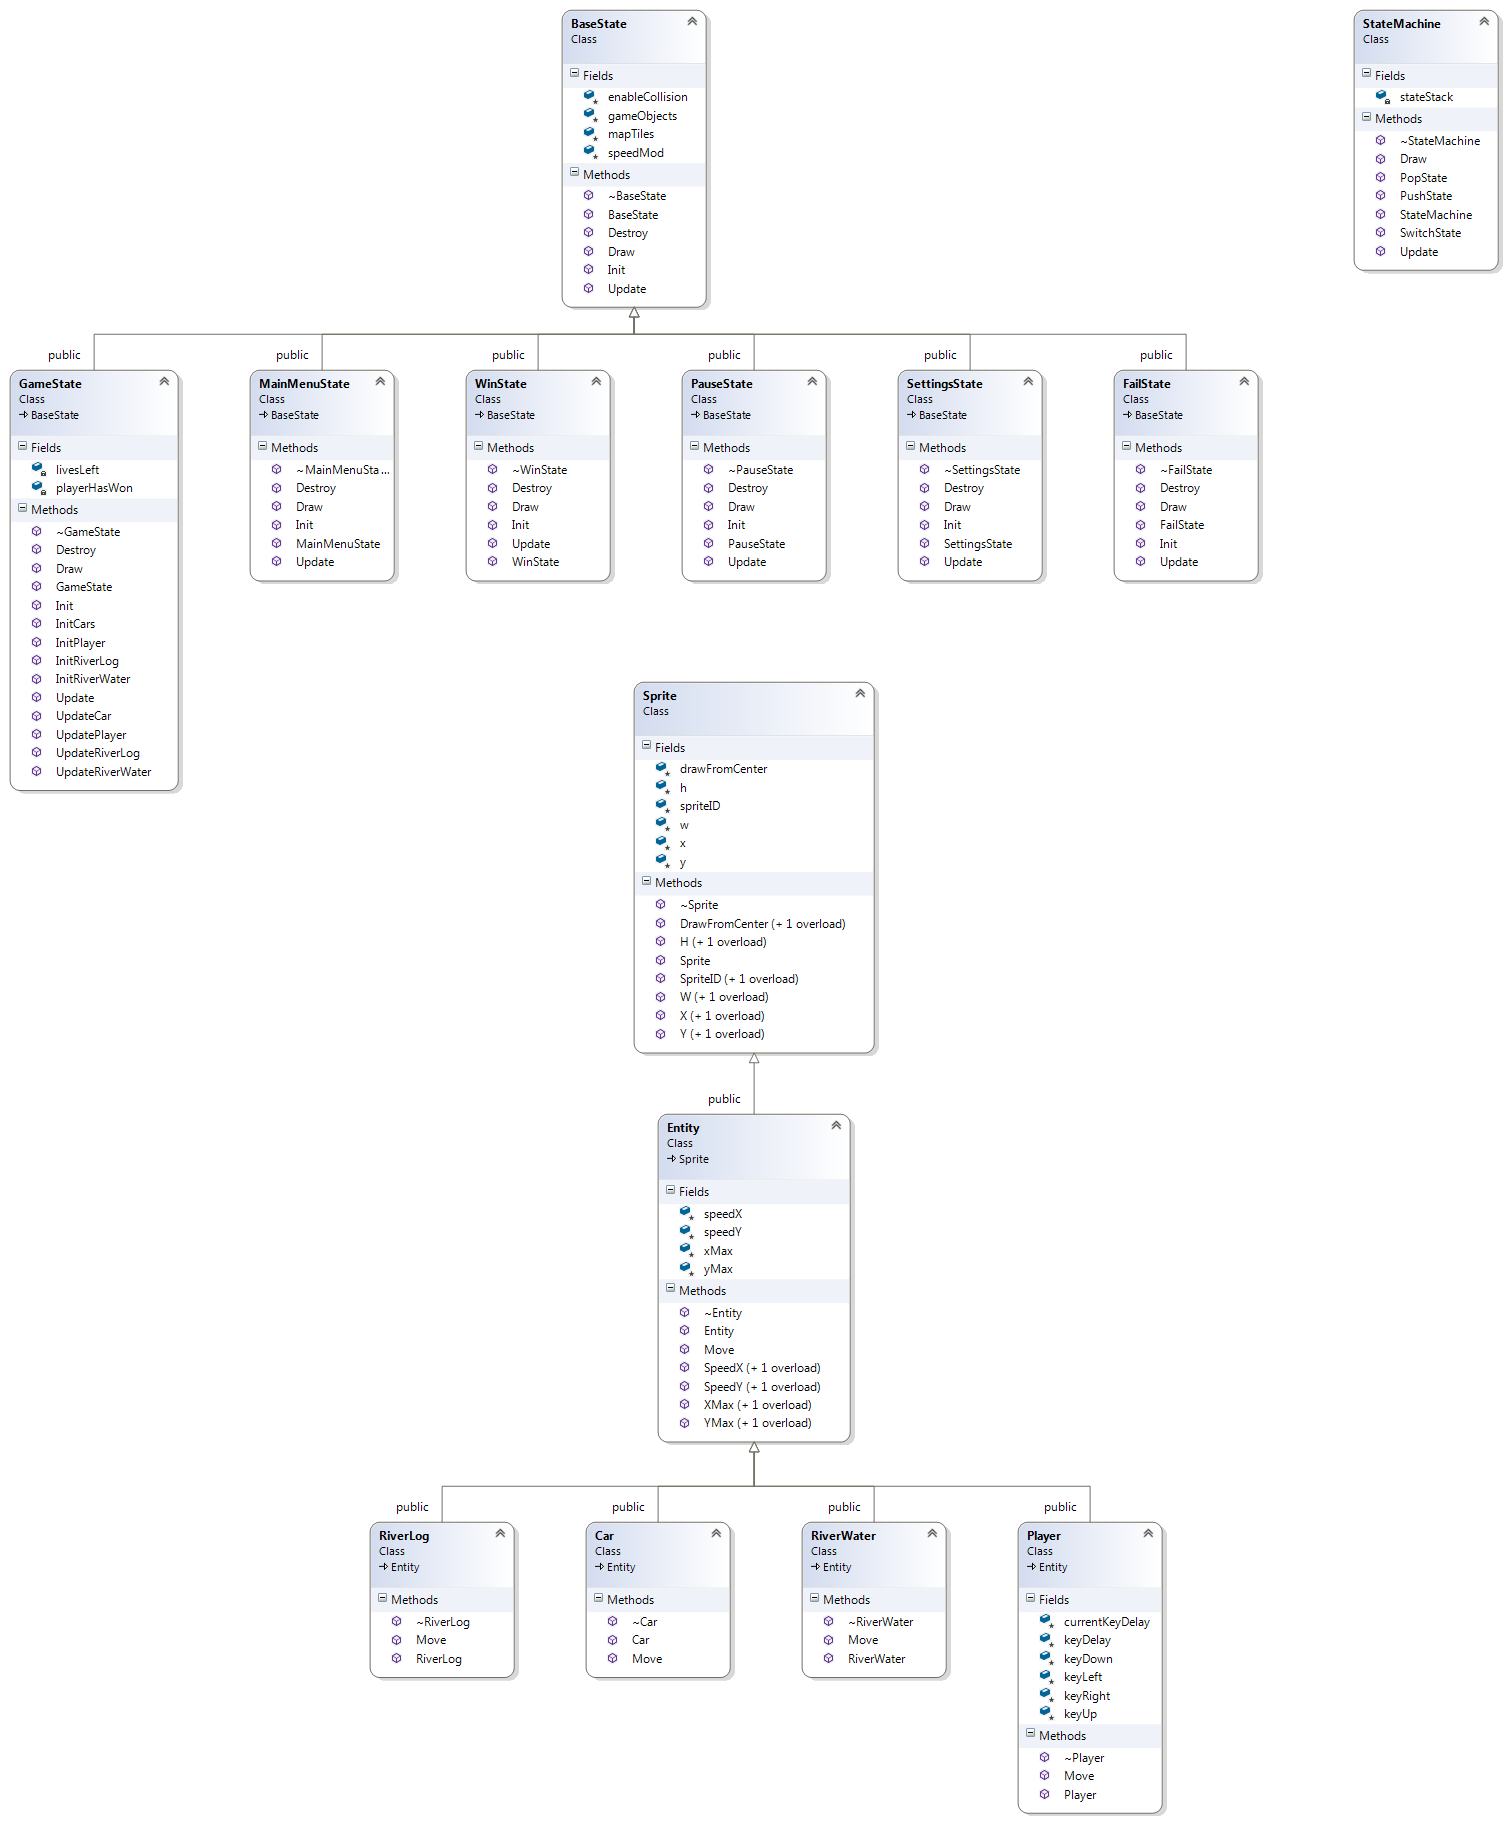 BaseState
Class
Fields
enableCollision
gameObjects
mapTiles
speedMod
Methods
~BaseState
BaseState
Destroy
Draw
Init
Update
StateMachine
Class
Fields
stateStack
Methods
~StateMachine
Draw
PopState
PushState
StateMachine
SwitchState
Update
public
GameState
Class
BaseState
Fields
livesLeft
playerHasWon
Methods
~GameState
Destroy
Draw
GameState
Init
InitCars
InitPlayer
InitRiverLog
InitRiverWater
Update
UpdateCar
UpdatePlayer
UpdateRiverLog
UpdateRiverWater
public
MainMenuState
Class
BaseState
Methods
~MainMenuSta...
Destroy
Draw
Init
MainMenuState
Update
public
WinState
Class
BaseState
Methods
~WinState
Destroy
Draw
Init
Update
WinState
public
PauseState
Class
BaseState
Methods
~PauseState
Destroy
Draw
Init
PauseState
Update
public
SettingsState
Class
BaseState
Methods
~SettingsState
Destroy
Draw
Init
SettingsState
Update
public
FailState
Class
BaseState
Methods
~FailState
Destroy
Draw
FailState
Init
Update
Sprite
Class
Fields
drawFromCenter
h
spriteID
w
x
y
Methods
~Sprite
DrawFromCenter (+ 1 overload)
H (+ 1 overload)
Sprite
SpriteID (+ 1 overload)
W (+ 1 overload)
X (+ 1 overload)
Y (+ 1 overload)
public
Entity
Class
Sprite
Fields
speedX
speedY
xMax
yMax
Methods
~Entity
Entity
Move
SpeedX (+ 1 overload)
SpeedY (+ 1 overload)
XMax (+ 1 overload)
YMax (+ 1 overload)
public
RiverLog
Class
Entity
Methods
~RiverLog
Move
RiverLog
public
Car
Class
Entity
Methods
~Car
Car
Move
public
RiverWater
Class
Entity
Methods
~RiverWater
Move
RiverWater
public
Player
Class
Entity
Fields
currentKeyDelay
keyDelay
keyDown
keyLeft
keyRight
keyUp
Methods
~Player
Move
Player